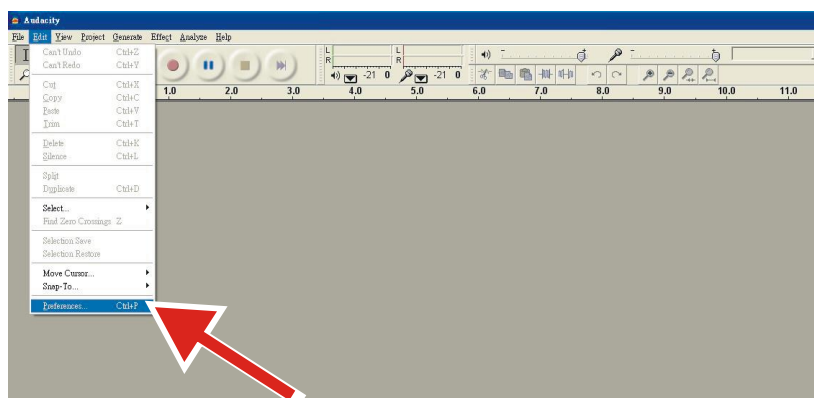 Audacity
File Edit View Project Generate Effect Analyze Help
Can't Undo Ctrl+Z
Can't Redo Ctrl+Y
Cut Ctrl+X
Copy Ctrl+C
Paste Ctrl+V
Trim Ctrl+T
Delete Ctrl+K
Silence Ctrl+L
Split
Duplicate Ctrl+D
Select...
Find Zero Crossings Z
Selection Save
Selection Restore
Move Cursor...
Snap-To...
Preferences... Ctrl+P
L L
R R
-21 0 -21 0
1.0 2.0 3.0 4.0 5.0 6.0 7.0 8.0 9.0 10.0 11.0